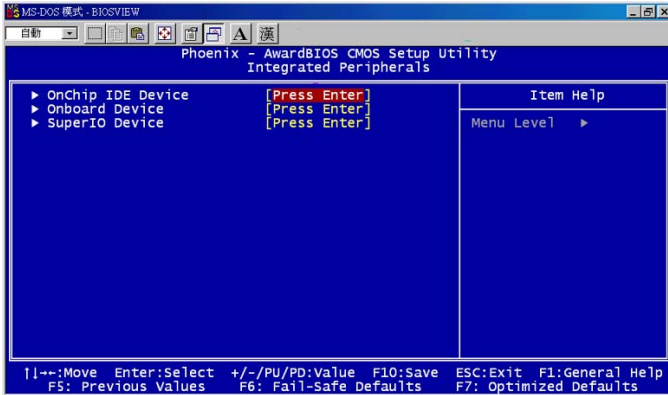 MS-DOS 模式 - BIOSVIEW
自動
A 漢
Phoenix - AwardBIOS CMOS Setup Utility
Integrated Peripherals
▶ OnChip IDE Device [Press Enter]
▶ Onboard Device [Press Enter]
▶ SuperIO Device [Press Enter]
Item Help
Menu Level ▶
↑↓→←:Move Enter:Select +/-/PU/PD:Value F10:Save ESC:Exit F1:General Help
F5: Previous Values F6: Fail-Safe Defaults F7: Optimized Defaults